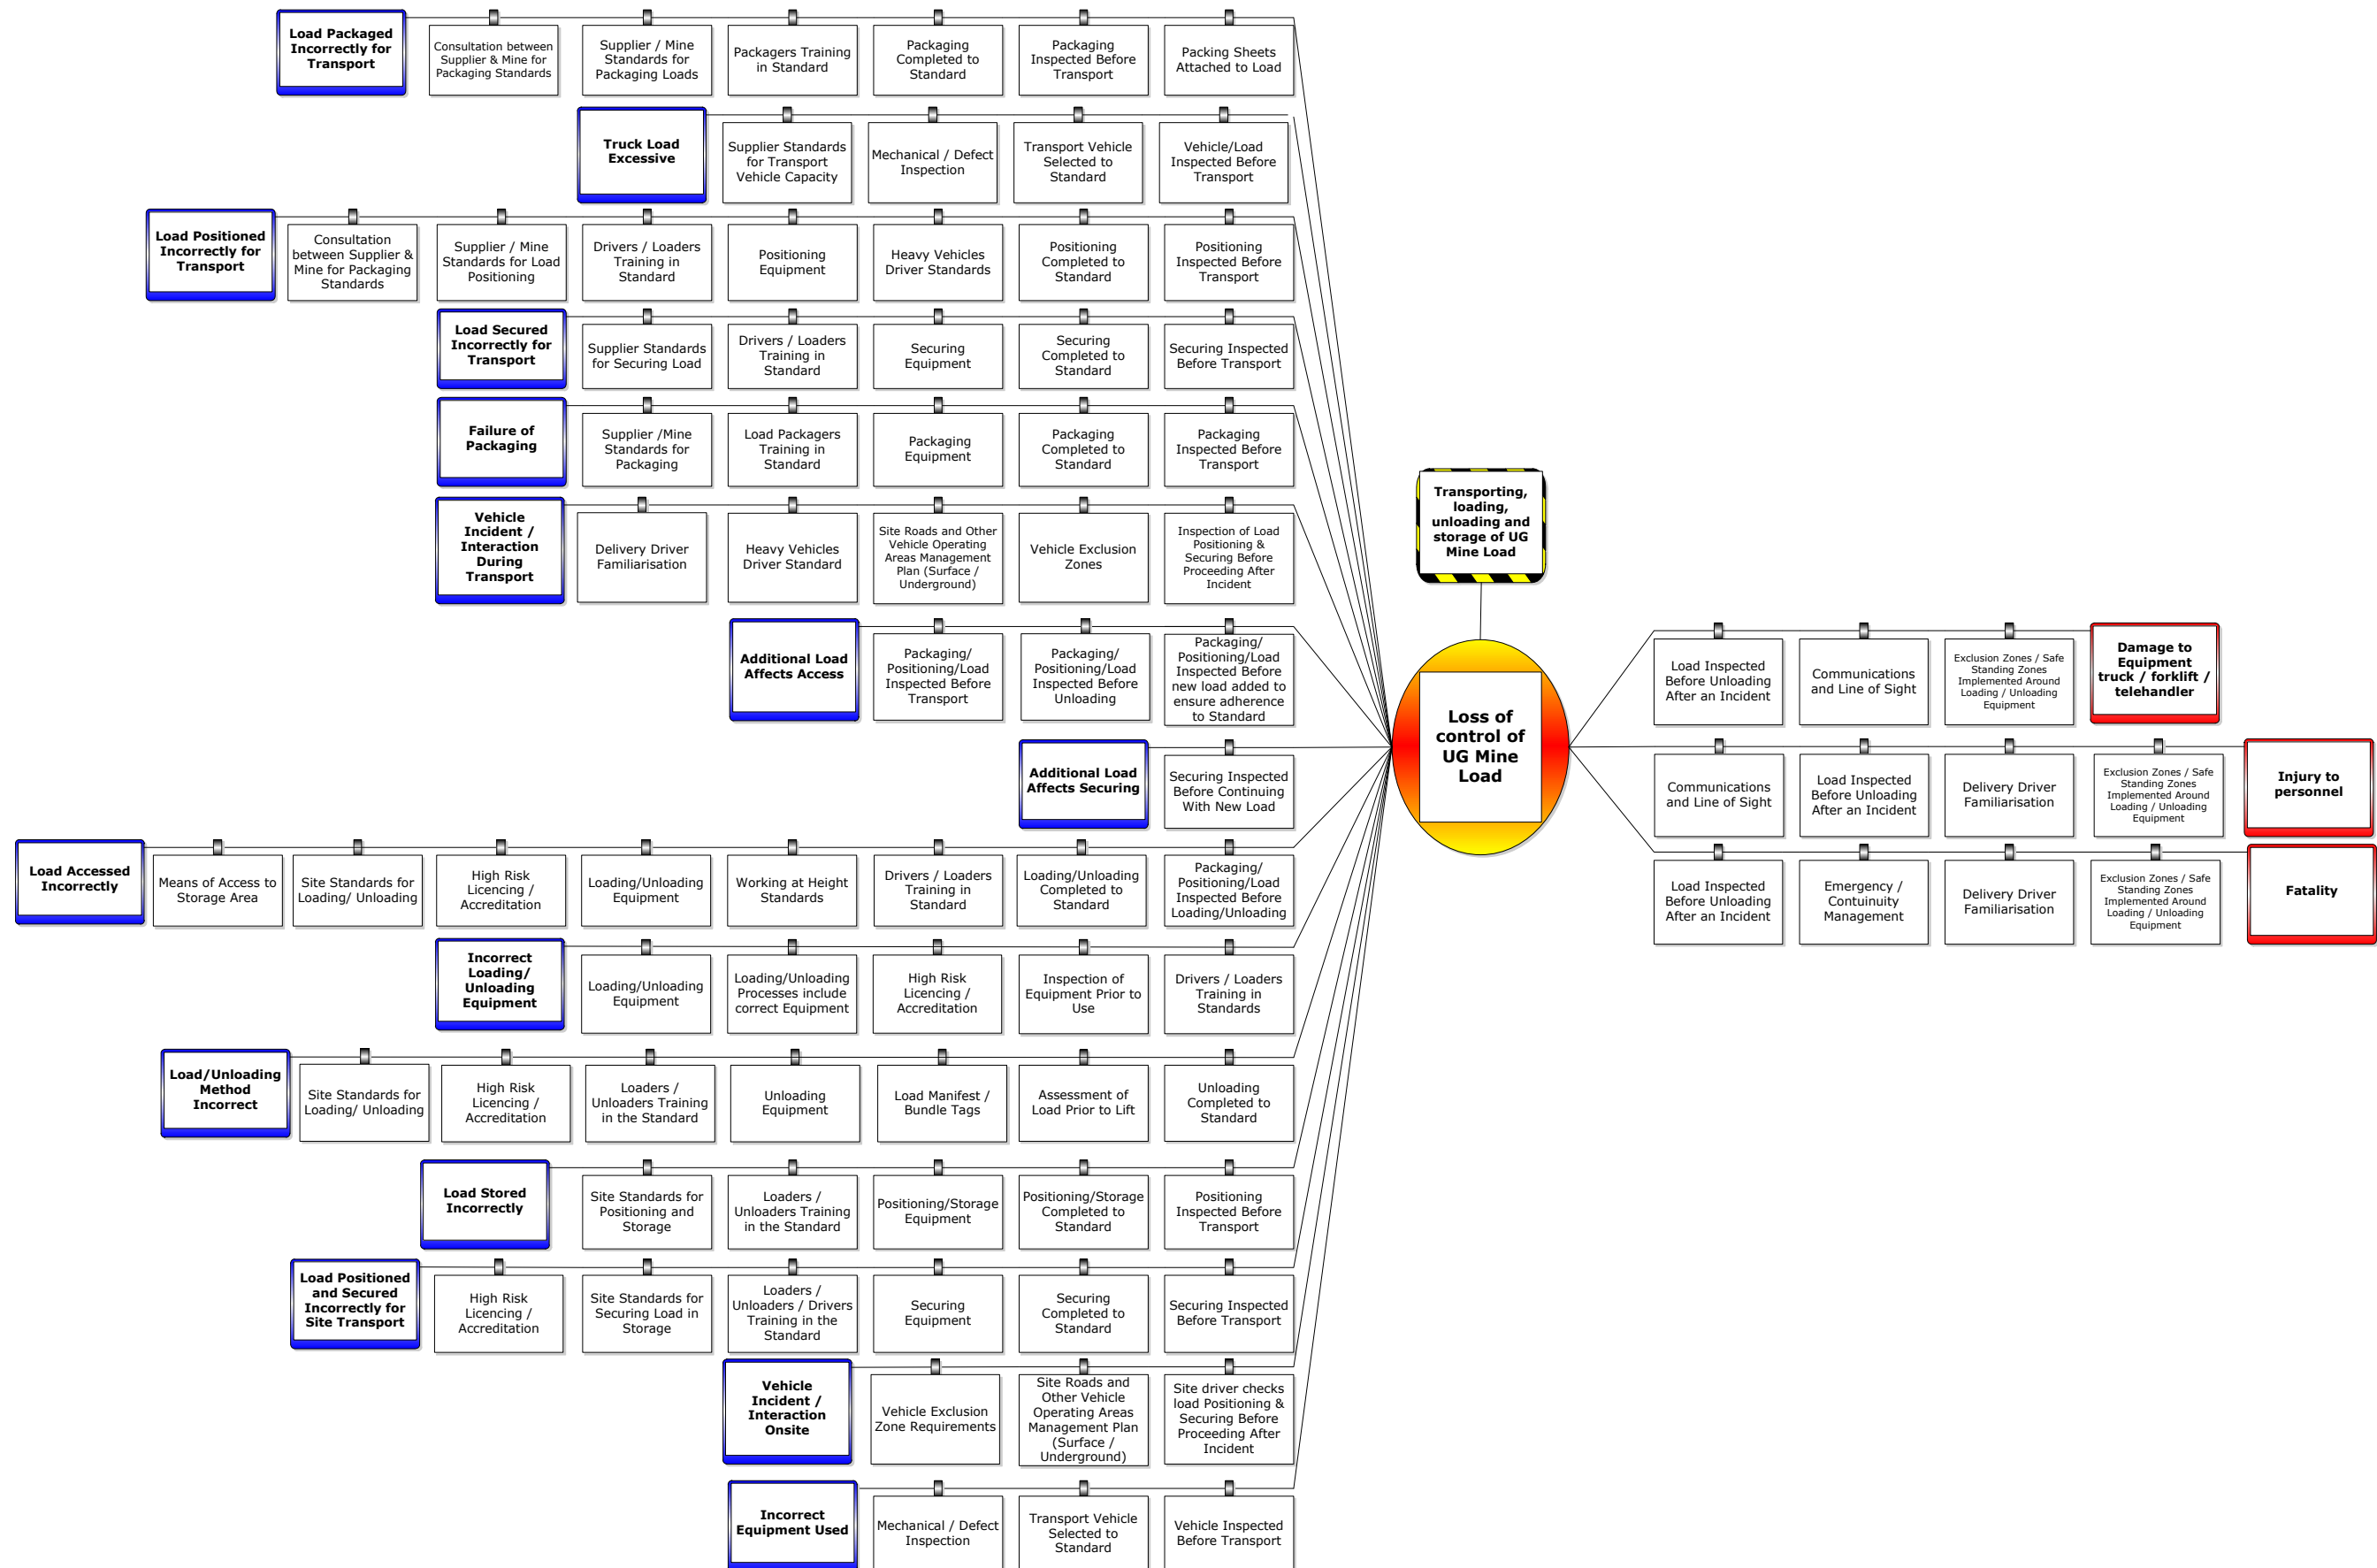 Load Packaged
Incorrectly for
Transport
Consultation between
Supplier & Mine for
Packaging Standards
Supplier / Mine
Standards for
Packaging Loads
Packagers Training
in Standard
Packaging
Completed to
Standard
Packaging
Inspected Before
Transport
Packing Sheets
Attached to Load
Truck Load
Excessive
Supplier Standards
for Transport
Vehicle Capacity
Mechanical / Defect
Inspection
Transport Vehicle
Selected to
Standard
Vehicle/Load
Inspected Before
Transport
Load Positioned
Incorrectly for
Transport
Consultation
between Supplier &
Mine for Packaging
Standards
Supplier / Mine
Standards for Load
Positioning
Drivers / Loaders
Training in
Standard
Positioning
Equipment
Heavy Vehicles
Driver Standards
Positioning
Completed to
Standard
Positioning
Inspected Before
Transport
Load Secured
Incorrectly for
Transport
Supplier Standards
for Securing Load
Drivers / Loaders
Training in
Standard
Securing
Equipment
Securing
Completed to
Standard
Securing Inspected
Before Transport
Failure of
Packaging
Supplier /Mine
Standards for
Packaging
Load Packagers
Training in
Standard
Packaging
Equipment
Packaging
Completed to
Standard
Packaging
Inspected Before
Transport
Vehicle
Incident /
Interaction
During
Transport
Delivery Driver
Familiarisation
Heavy Vehicles
Driver Standard
Site Roads and Other
Vehicle Operating
Areas Management
Plan (Surface /
Underground)
Vehicle Exclusion
Zones
Inspection of Load
Positioning &
Securing Before
Proceeding After
Incident
Additional Load
Affects Access
Packaging/
Positioning/Load
Inspected Before
Transport
Packaging/
Positioning/Load
Inspected Before
Unloading
Packaging/
Positioning/Load
Inspected Before
new load added to
ensure adherence
to Standard
Additional Load
Affects Securing
Securing Inspected
Before Continuing
With New Load
Load Accessed
Incorrectly
Means of Access to
Storage Area
Site Standards for
Loading/ Unloading
High Risk
Licencing /
Accreditation
Loading/Unloading
Equipment
Working at Height
Standards
Drivers / Loaders
Training in
Standard
Loading/Unloading
Completed to
Standard
Packaging/
Positioning/Load
Inspected Before
Loading/Unloading
Incorrect
Loading/
Unloading
Equipment
Loading/Unloading
Equipment
Loading/Unloading
Processes include
correct Equipment
High Risk
Licencing /
Accreditation
Inspection of
Equipment Prior to
Use
Drivers / Loaders
Training in
Standards
Load/Unloading
Method
Incorrect
Site Standards for
Loading/ Unloading
High Risk
Licencing /
Accreditation
Loaders /
Unloaders Training
in the Standard
Unloading
Equipment
Load Manifest /
Bundle Tags
Assessment of
Load Prior to Lift
Unloading
Completed to
Standard
Load Stored
Incorrectly
Site Standards for
Positioning and
Storage
Loaders /
Unloaders Training
in the Standard
Positioning/Storage
Equipment
Positioning/Storage
Completed to
Standard
Positioning
Inspected Before
Transport
Load Positioned
and Secured
Incorrectly for
Site Transport
High Risk
Licencing /
Accreditation
Site Standards for
Securing Load in
Storage
Loaders /
Unloaders / Drivers
Training in the
Standard
Securing
Equipment
Securing
Completed to
Standard
Securing Inspected
Before Transport
Vehicle
Incident /
Interaction
Onsite
Vehicle Exclusion
Zone Requirements
Site Roads and
Other Vehicle
Operating Areas
Management Plan
(Surface /
Underground)
Site driver checks
load Positioning &
Securing Before
Proceeding After
Incident
Incorrect
Equipment Used
Mechanical / Defect
Inspection
Transport Vehicle
Selected to
Standard
Vehicle Inspected
Before Transport
Transporting,
loading,
unloading and
storage of UG
Mine Load
Loss of
control of
UG Mine
Load
Load Inspected
Before Unloading
After an Incident
Communications
and Line of Sight
Exclusion Zones / Safe
Standing Zones
Implemented Around
Loading / Unloading
Equipment
Damage to
Equipment
truck / forklift /
telehandler
Communications
and Line of Sight
Load Inspected
Before Unloading
After an Incident
Delivery Driver
Familiarisation
Exclusion Zones / Safe
Standing Zones
Implemented Around
Loading / Unloading
Equipment
Injury to
personnel
Load Inspected
Before Unloading
After an Incident
Emergency /
Contuinuity
Management
Delivery Driver
Familiarisation
Exclusion Zones / Safe
Standing Zones
Implemented Around
Loading / Unloading
Equipment
Fatality